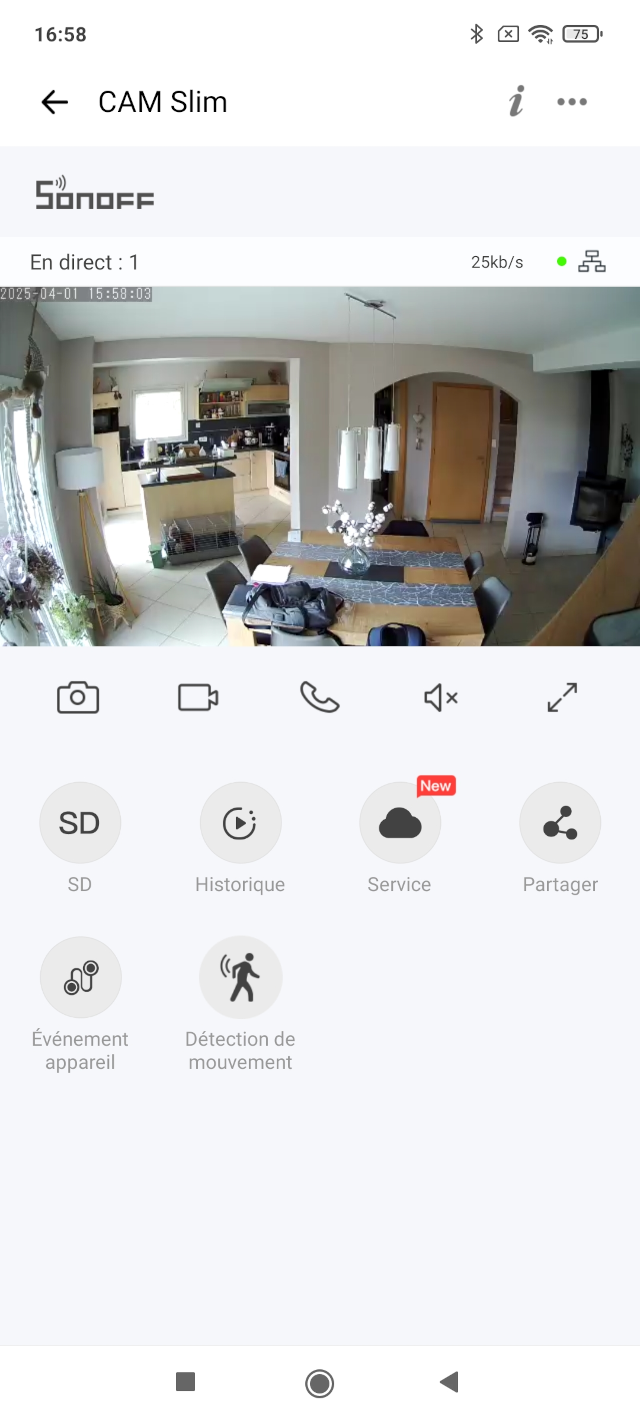 16:58
75
CAM Slim
SONOFF
En direct : 1
25kb/s
2025-04-01 15:58:03
New
SD
SD
Historique
Service
Partager
Événement
appareil
Détection de
mouvement